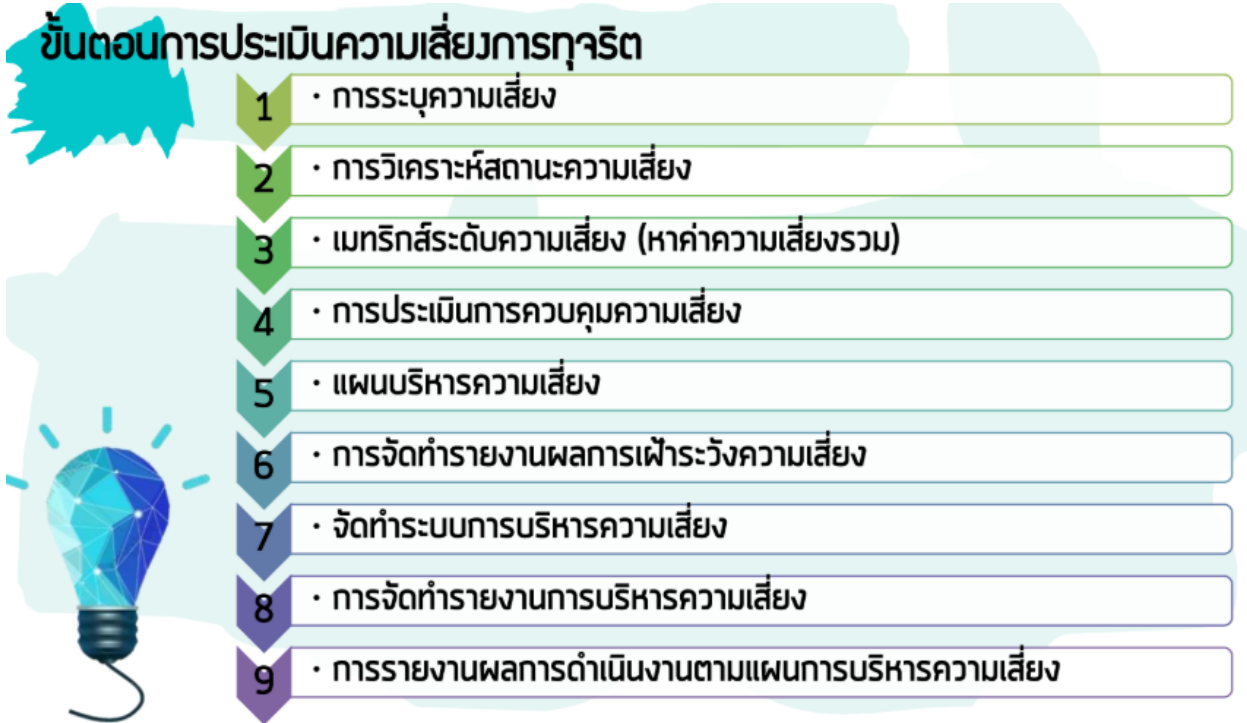 ขั้นตอนการประเมินความเสี่ยงการทุจริต
1 · การระบุความเสี่ยง
2 · การวิเคราะห์สถานะความเสี่ยง
3 · เมทริกส์ระดับความเสี่ยง (หาค่าความเสี่ยงรวม)
4 · การประเมินการควบคุมความเสี่ยง
5 · แผนบริหารความเสี่ยง
6 · การจัดทำรายงานผลการเฝ้าระวังความเสี่ยง
7 · จัดทำระบบการบริหารความเสี่ยง
8 · การจัดทำรายงานการบริหารความเสี่ยง
9 · การรายงานผลการดำเนินงานตามแผนการบริหารความเสี่ยง